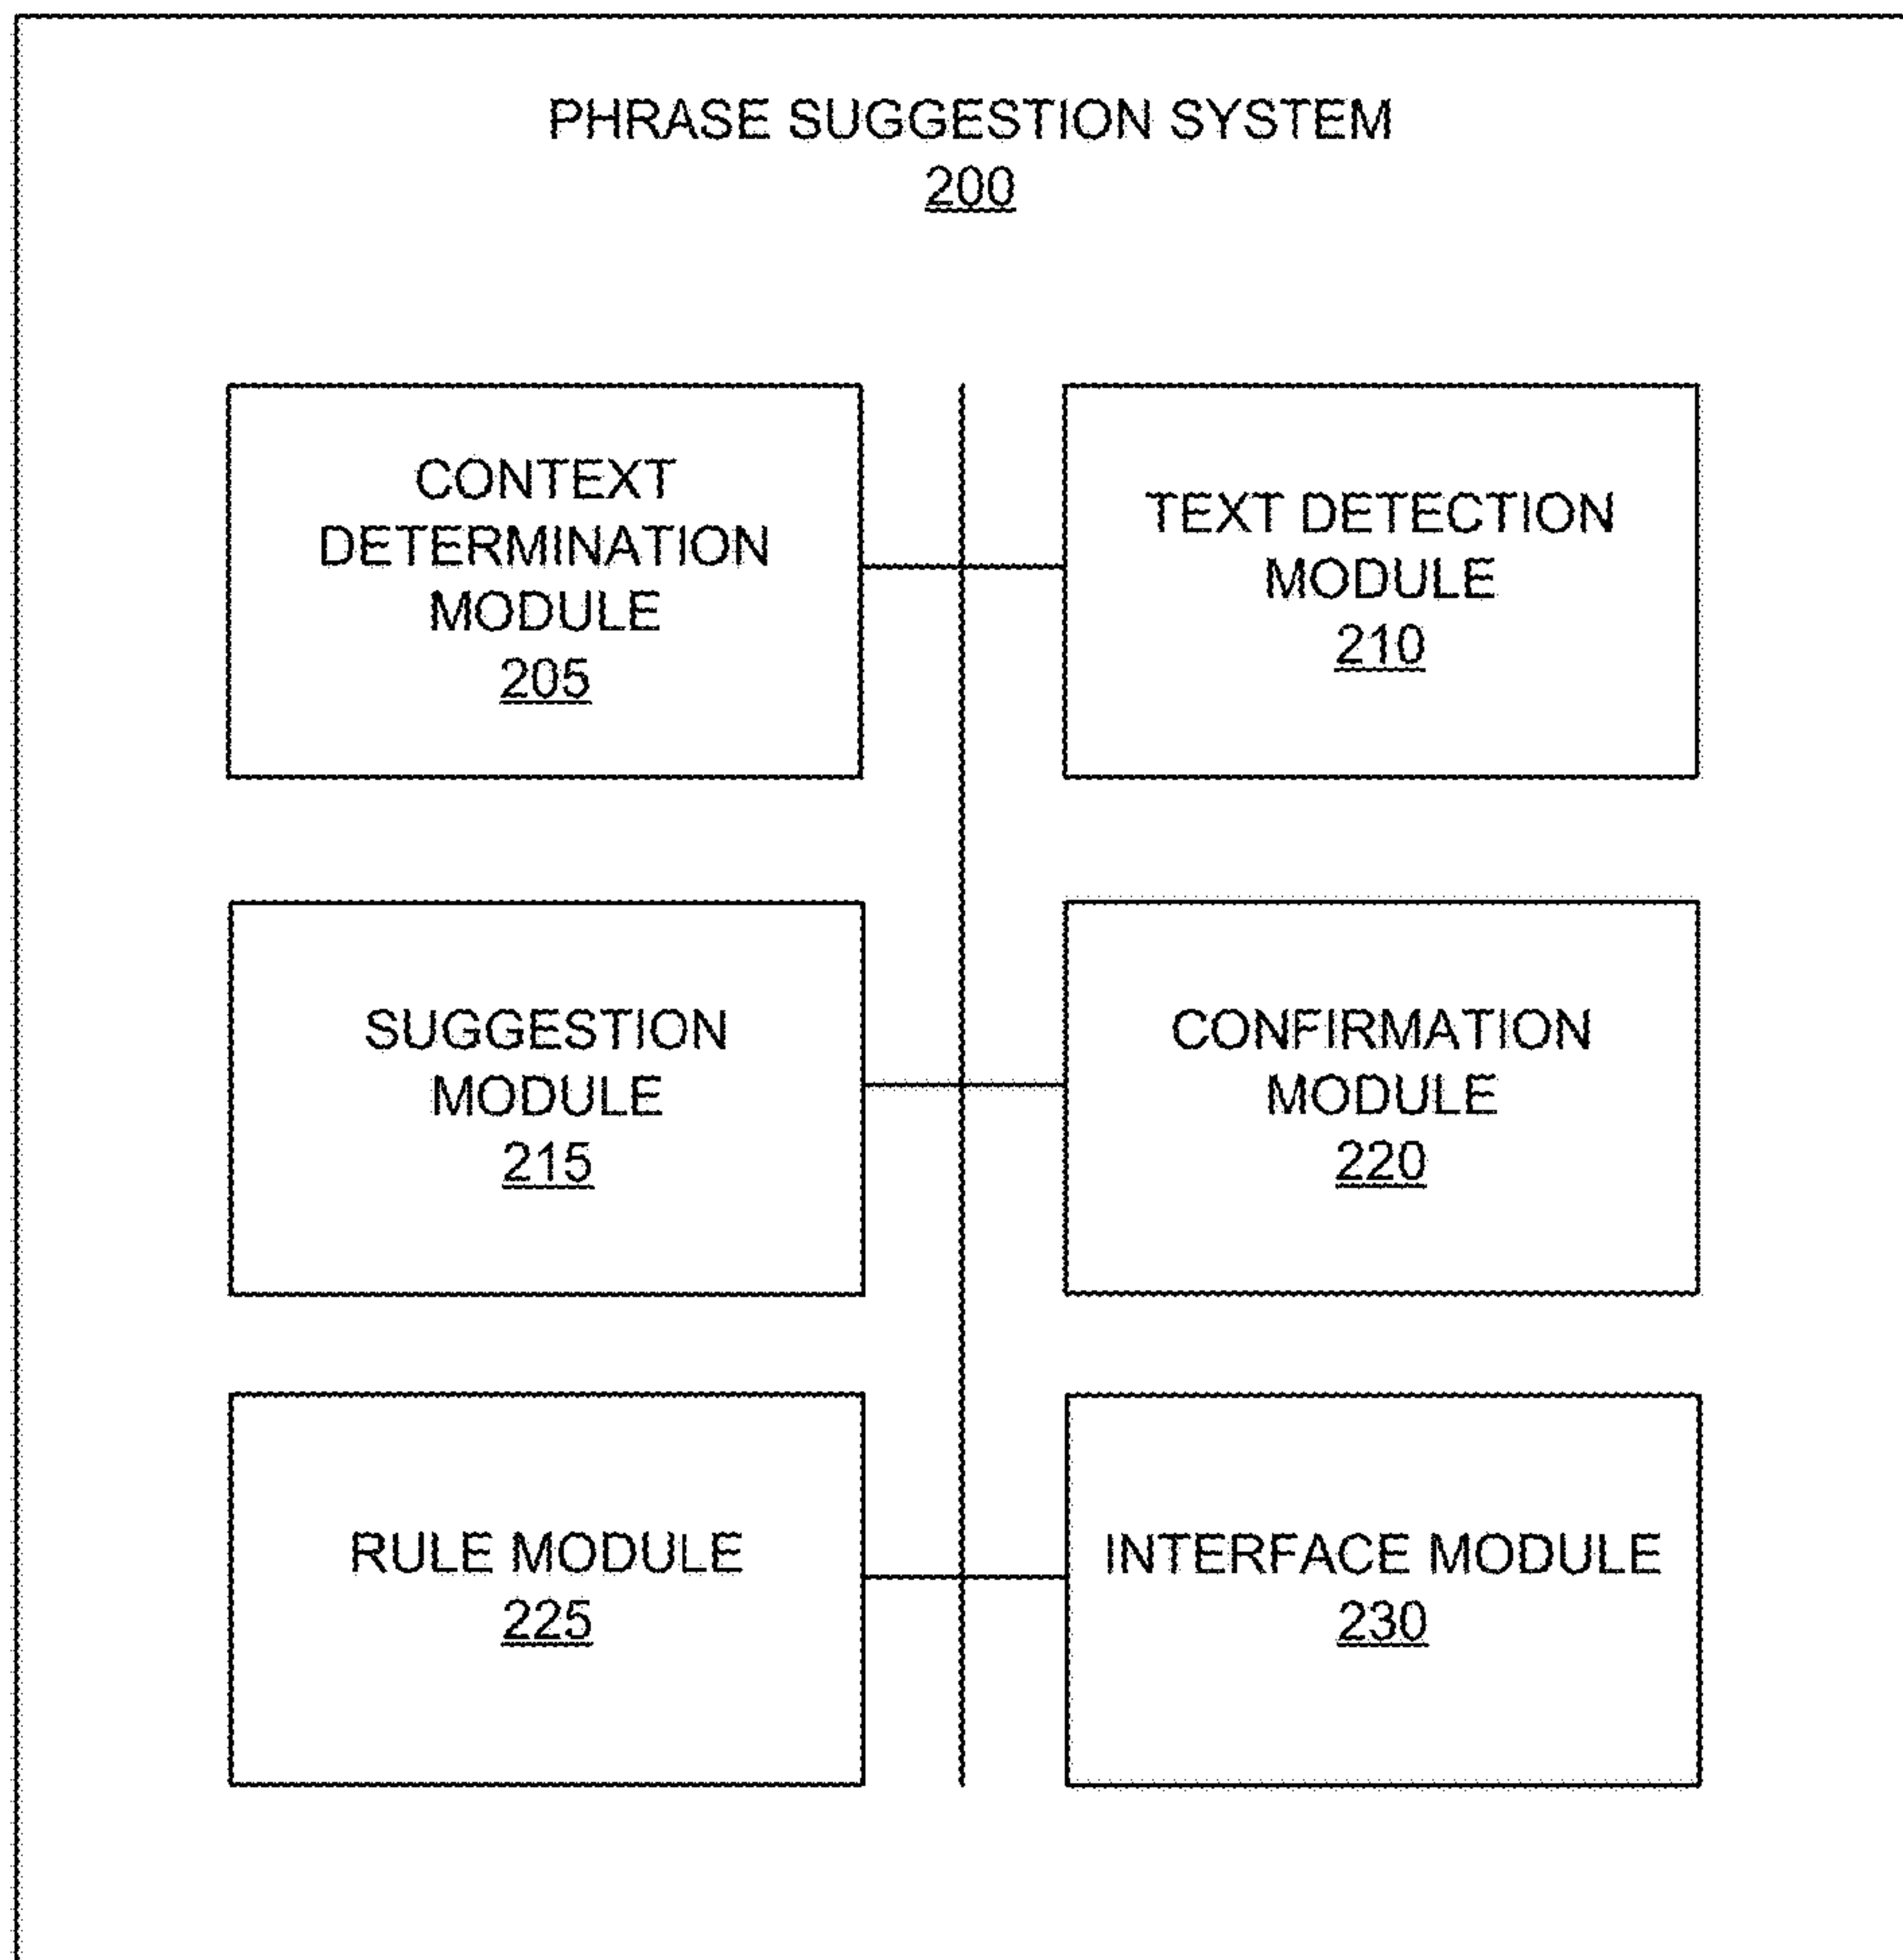 PHRASE SUGGESTION SYSTEM
200
CONTEXT
DETERMINATION
MODULE
205
TEXT DETECTION
MODULE
210
SUGGESTION
MODULE
215
CONFIRMATION
MODULE
220
RULE MODULE
225
INTERFACE MODULE
230